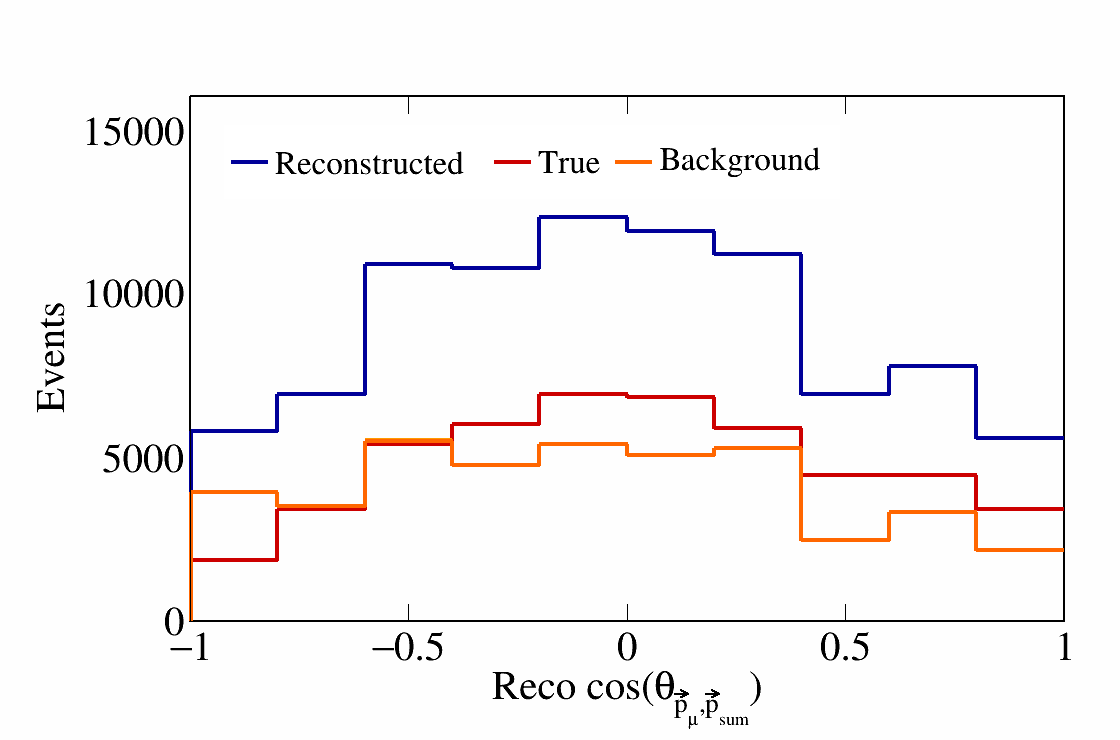 15000
Reconstructed True Background
10000
Events
5000
0
−1 −0.5 0 0.5 1
Reco cos(θp⃗μ,p⃗sum)